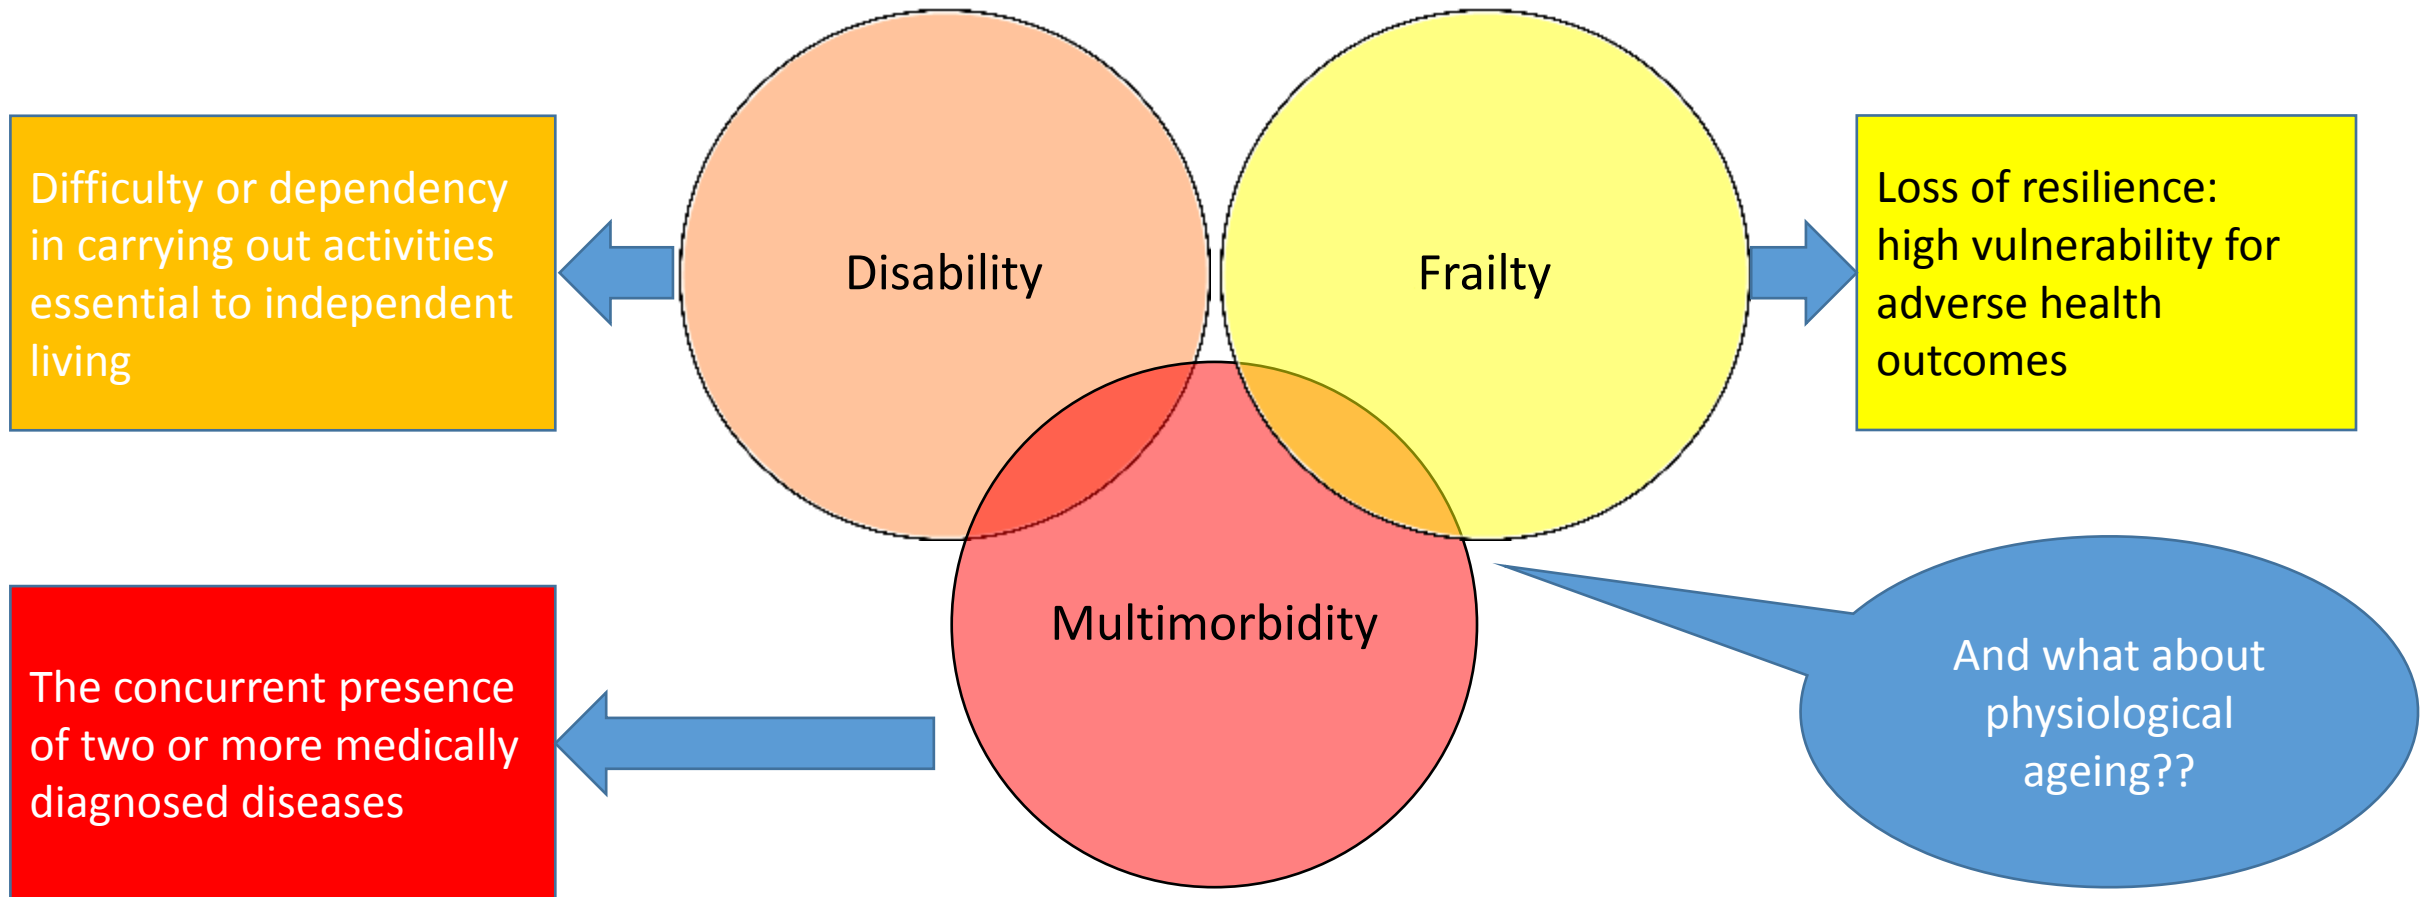 Disability
Frailty
Multimorbidity
Difficulty or dependency
in carrying out activities
essential to independent
living
Loss of resilience:
high vulnerability for
adverse health
outcomes
The concurrent presence
of two or more medically
diagnosed diseases
And what about
physiological
ageing??